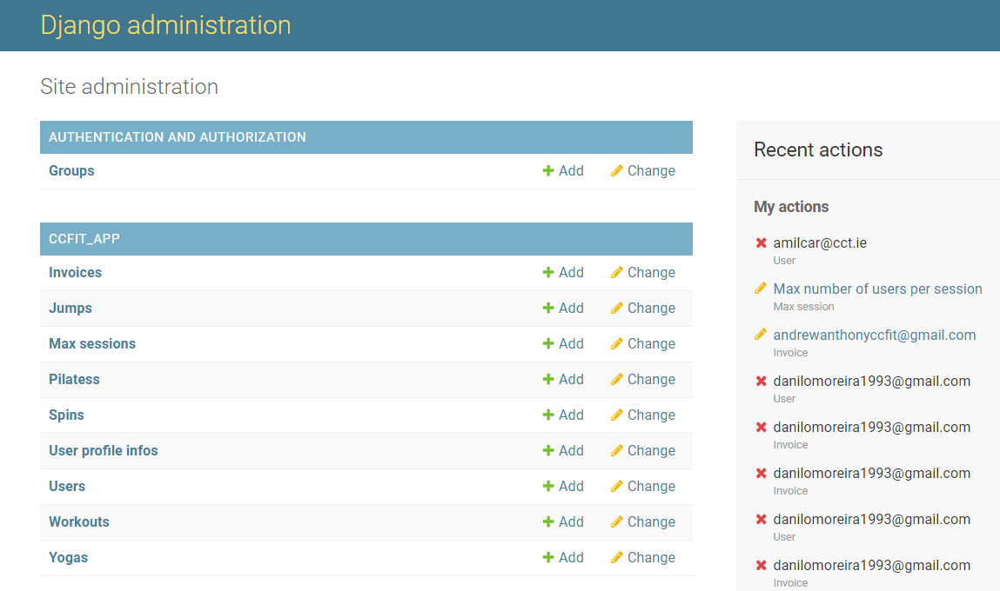 Django administration
Site administration
AUTHENTICATION AND AUTHORIZATION
Groups Add Change
CCFIT_APP
Invoices Add Change
Jumps Add Change
Max sessions Add Change
Pilatess Add Change
Spins Add Change
User profile infos Add Change
Users Add Change
Workouts Add Change
Yogas Add Change
Recent actions
My actions
amilcar@cct.ie
User
Max number of users per session
Max session
andrewanthonyccfit@gmail.com
Invoice
danilomoreira1993@gmail.com
User
danilomoreira1993@gmail.com
Invoice
danilomoreira1993@gmail.com
Invoice
danilomoreira1993@gmail.com
User
danilomoreira1993@gmail.com
Invoice